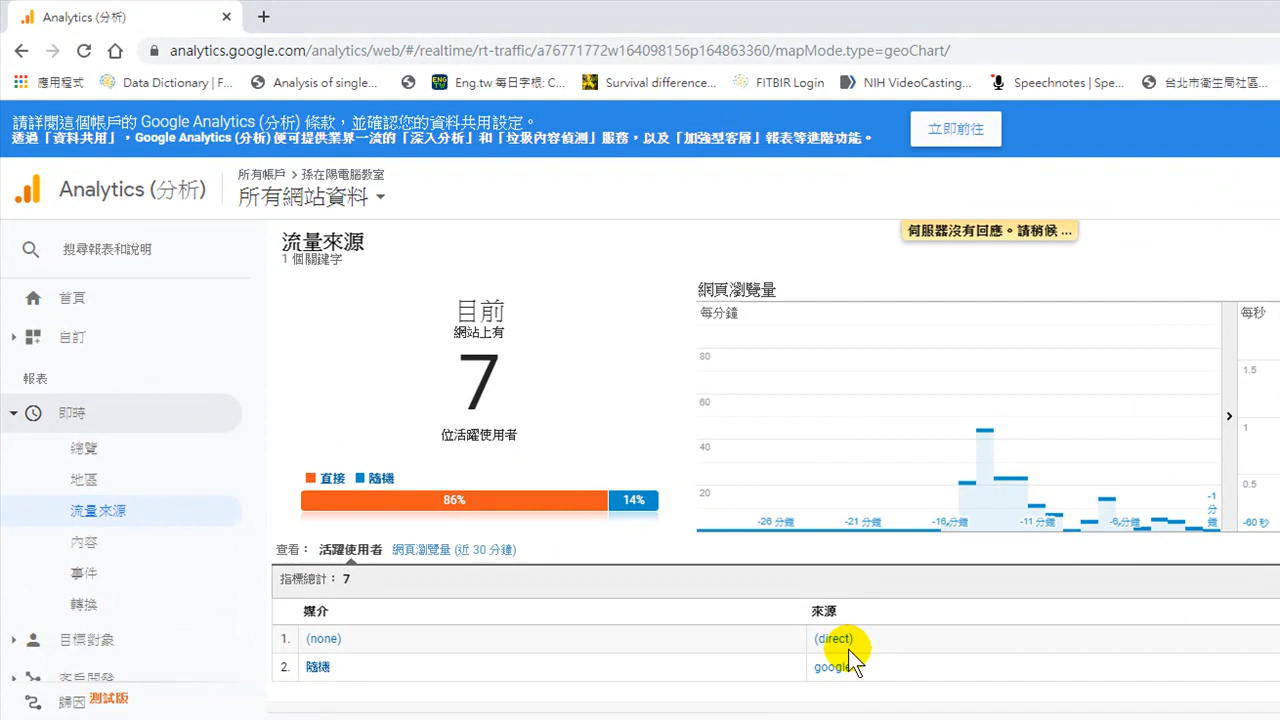 Analytics (分析)
analytics.google.com/analytics/web/#/realtime/rt-traffic/a76771772w164098156p164863360/mapMode.type=geoChart/
應用程式 Data Dictionary | F... Analysis of single... Eng.tw 每日字根: C... Survival difference... FITBIR Login NIH VideoCasting... Speechnotes | Spe... 台北市衛生局社區...
請詳閱這個帳戶的 Google Analytics (分析) 條款，並確認您的資料共用設定。
透過「資料共用」，Google Analytics (分析) 便可提供業界一流的「深入分析」和「垃圾內容偵測」服務，以及「加強型客層」報表等進階功能。
立即前往
Analytics (分析)
所有帳戶 > 孫在陽電腦教室
所有網站資料
伺服器沒有回應。請稍候 ...
搜尋報表和說明
首頁
自訂
報表
即時
總覽
地區
流量來源
內容
事件
轉換
目標對象
客戶開發
歸因 測試版
流量來源
1 個關鍵字
目前
網站上有
7
位活躍使用者
直接 隨機
86% 14%
網頁瀏覽量
每分鐘
80
60
40
20
-26 分鐘 -21 分鐘 -16分鐘 -11 分鐘 -6分鐘 -1 分鐘
每秒
1.5
1
0.5
-60 秒
查看： 活躍使用者 網頁瀏覽量 (近 30 分鐘)
指標總計： 7
媒介 來源
1. (none) (direct)
2. 隨機 google